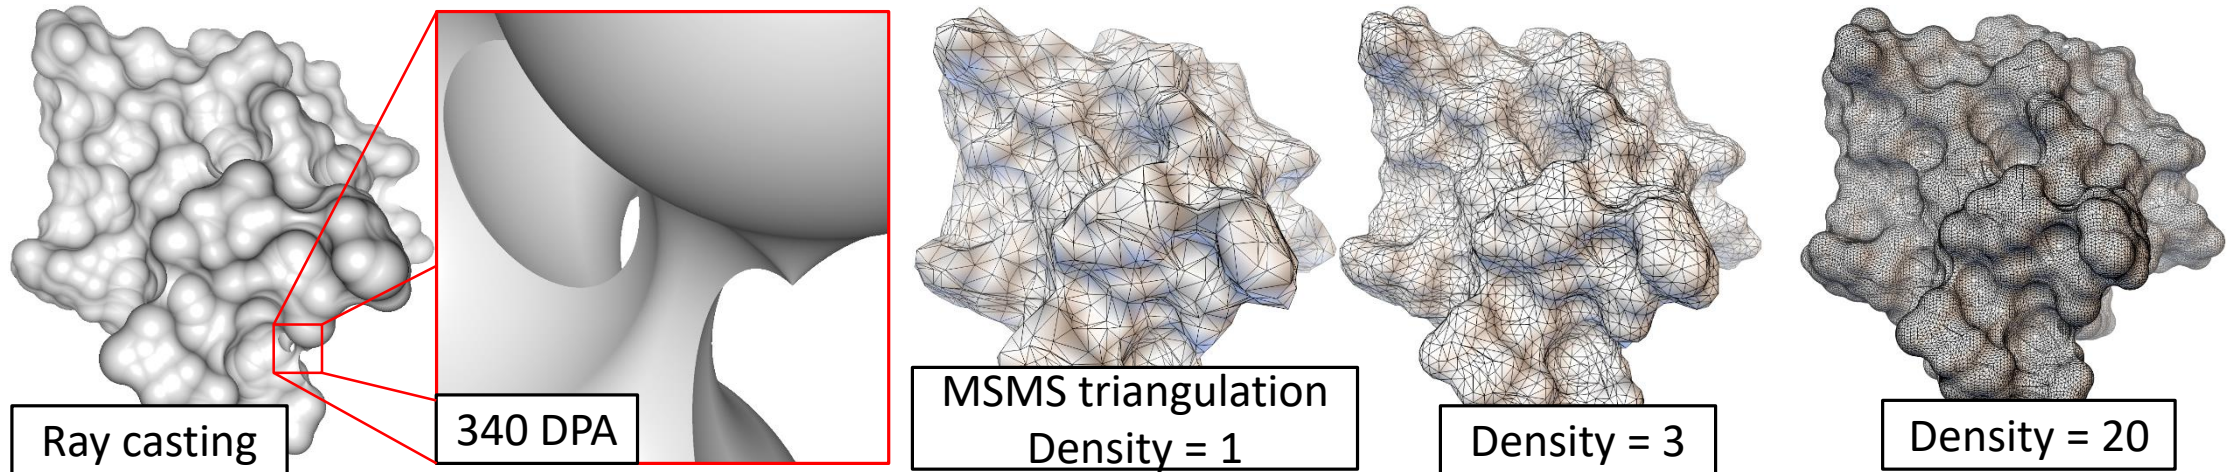 Ray casting
340 DPA
MSMS triangulation
Density = 1
Density = 3
Density = 20